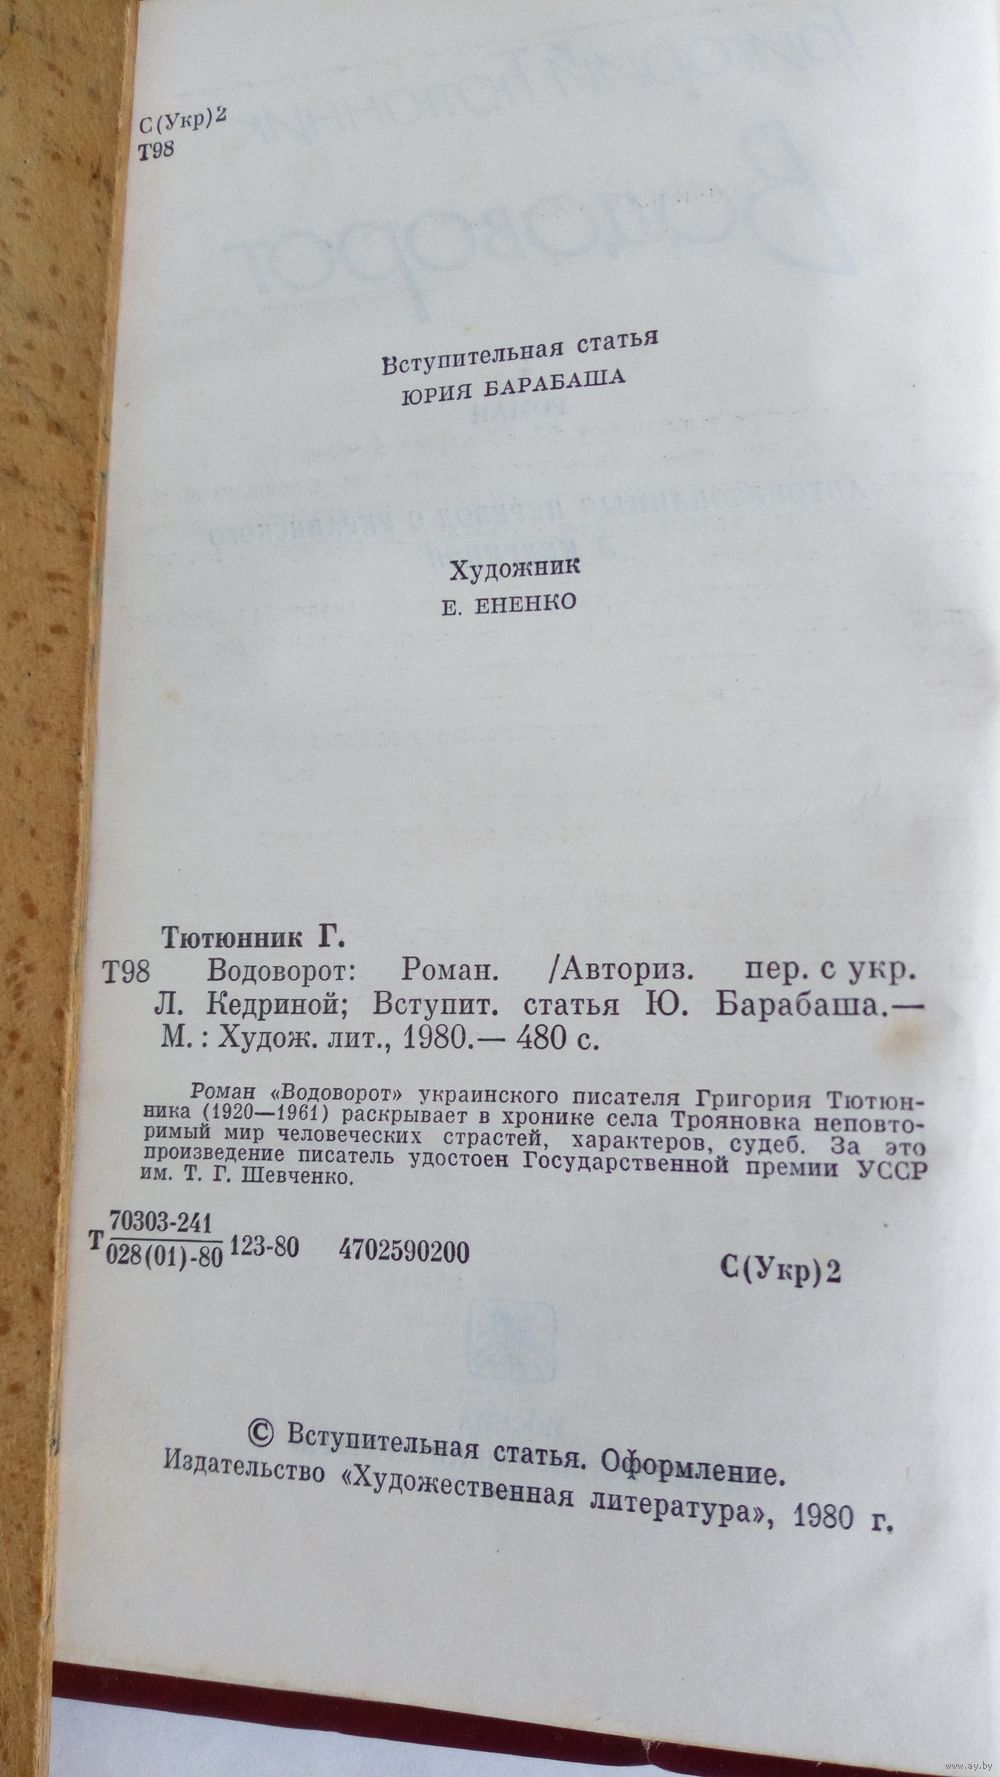 С(Укр)2
Т98
Вступительная статья
ЮРИЯ БАРАБАША
Художник
Е. ЕНЕНКО
Тютюнник Г.
Т98 Водоворот: Роман. /Авториз. пер. с укр.
Л. Кедриной; Вступит. статья Ю. Барабаша.—
М.: Худож. лит., 1980.— 480 с.
Роман «Водоворот» украинского писателя Григория Тютюн-
ника (1920—1961) раскрывает в хронике села Трояновка неповто-
римый мир человеческих страстей, характеров, судеб. За это
произведение писатель удостоен Государственной премии УССР
им. Т. Г. Шевченко.
70303-241
Т 028(01)-80 123-80 4702590200
С(Укр)2
© Вступительная статья. Оформление.
Издательство «Художественная литература», 1980 г.
www.ay.by